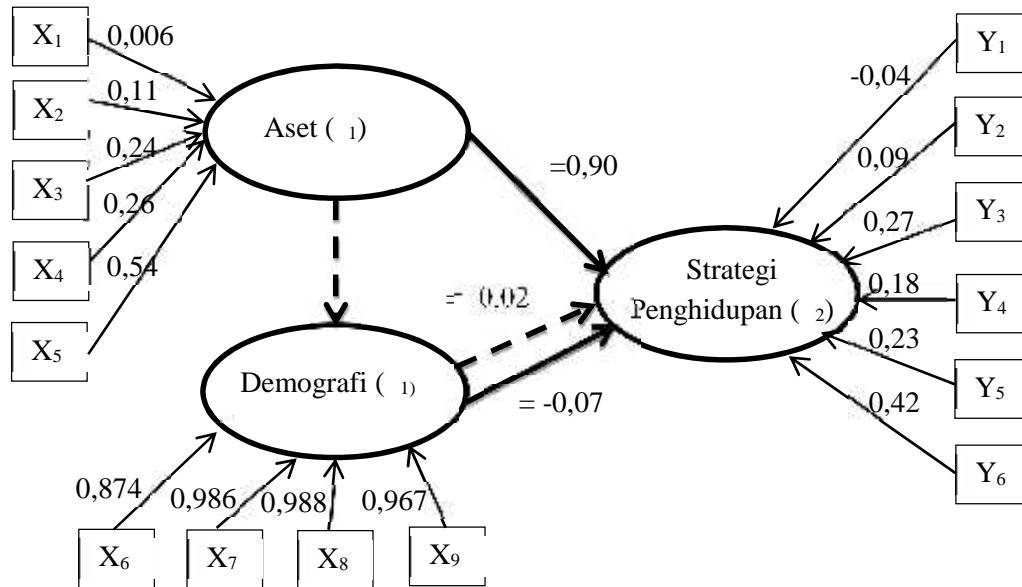 X1
0,006
X2
0,11
X3
0,24
X4
0,26
X5
0,54
Aset ( 1)
=0,90
= 0.02
Demografi ( 1)
= -0,07
Strategi
Penghidupan ( 2)
Y1
-0,04
Y2
0,09
Y3
0,27
Y4
0,18
Y5
0,23
Y6
0,42
0,874
0,986
0,988
0,967
X6
X7
X8
X9